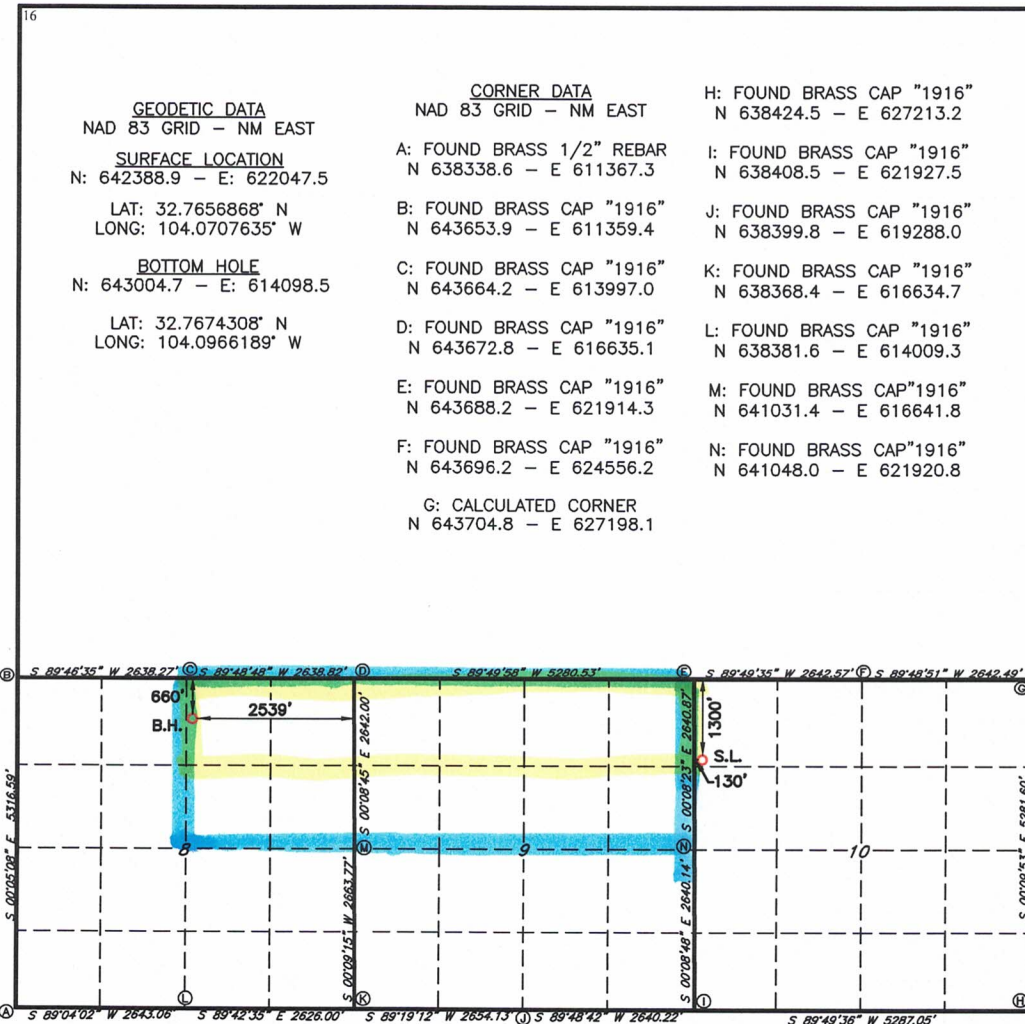 16
GEODETIC DATA
NAD 83 GRID – NM EAST
SURFACE LOCATION
N: 642388.9 – E: 622047.5
LAT: 32.7656868° N
LONG: 104.0707635° W
BOTTOM HOLE
N: 643004.7 – E: 614098.5
LAT: 32.7674308° N
LONG: 104.0966189° W
CORNER DATA
NAD 83 GRID – NM EAST
A: FOUND BRASS 1/2" REBAR
N 638338.6 – E 611367.3
B: FOUND BRASS CAP "1916"
N 643653.9 – E 611359.4
C: FOUND BRASS CAP "1916"
N 643664.2 – E 613997.0
D: FOUND BRASS CAP "1916"
N 643672.8 – E 616635.1
E: FOUND BRASS CAP "1916"
N 643688.2 – E 621914.3
F: FOUND BRASS CAP "1916"
N 643696.2 – E 624556.2
G: CALCULATED CORNER
N 643704.8 – E 627198.1
H: FOUND BRASS CAP "1916"
N 638424.5 – E 627213.2
I: FOUND BRASS CAP "1916"
N 638408.5 – E 621927.5
J: FOUND BRASS CAP "1916"
N 638399.8 – E 619288.0
K: FOUND BRASS CAP "1916"
N 638368.4 – E 616634.7
L: FOUND BRASS CAP "1916"
N 638381.6 – E 614009.3
M: FOUND BRASS CAP"1916"
N 641031.4 – E 616641.8
N: FOUND BRASS CAP"1916"
N 641048.0 – E 621920.8
B S 89°46'35" W 2638.27' C S 89°48'48" W 2638.82' D S 89°49'58" W 5280.53' E S 89°49'35" W 2642.57' F S 89°48'51" W 2642.49' G
660'
B.H.
2539'
1300'
S.L.
130'
S 00°05'08" E 5316.59'
S 00°08'45" E 2642.00'
S 00°08'23" E 2640.87'
S 00°09'53" E 5281.60'
8 M 9 N 10
S 00°09'15" W 2663.77'
S 00°08'48" E 2640.14'
L K I
A S 89°04'02" W 2643.06' S 89°42'35" E 2626.00' S 89°19'12" W 2654.13' J S 89°48'42" W 2640.22' S 89°49'36" W 5287.05' H